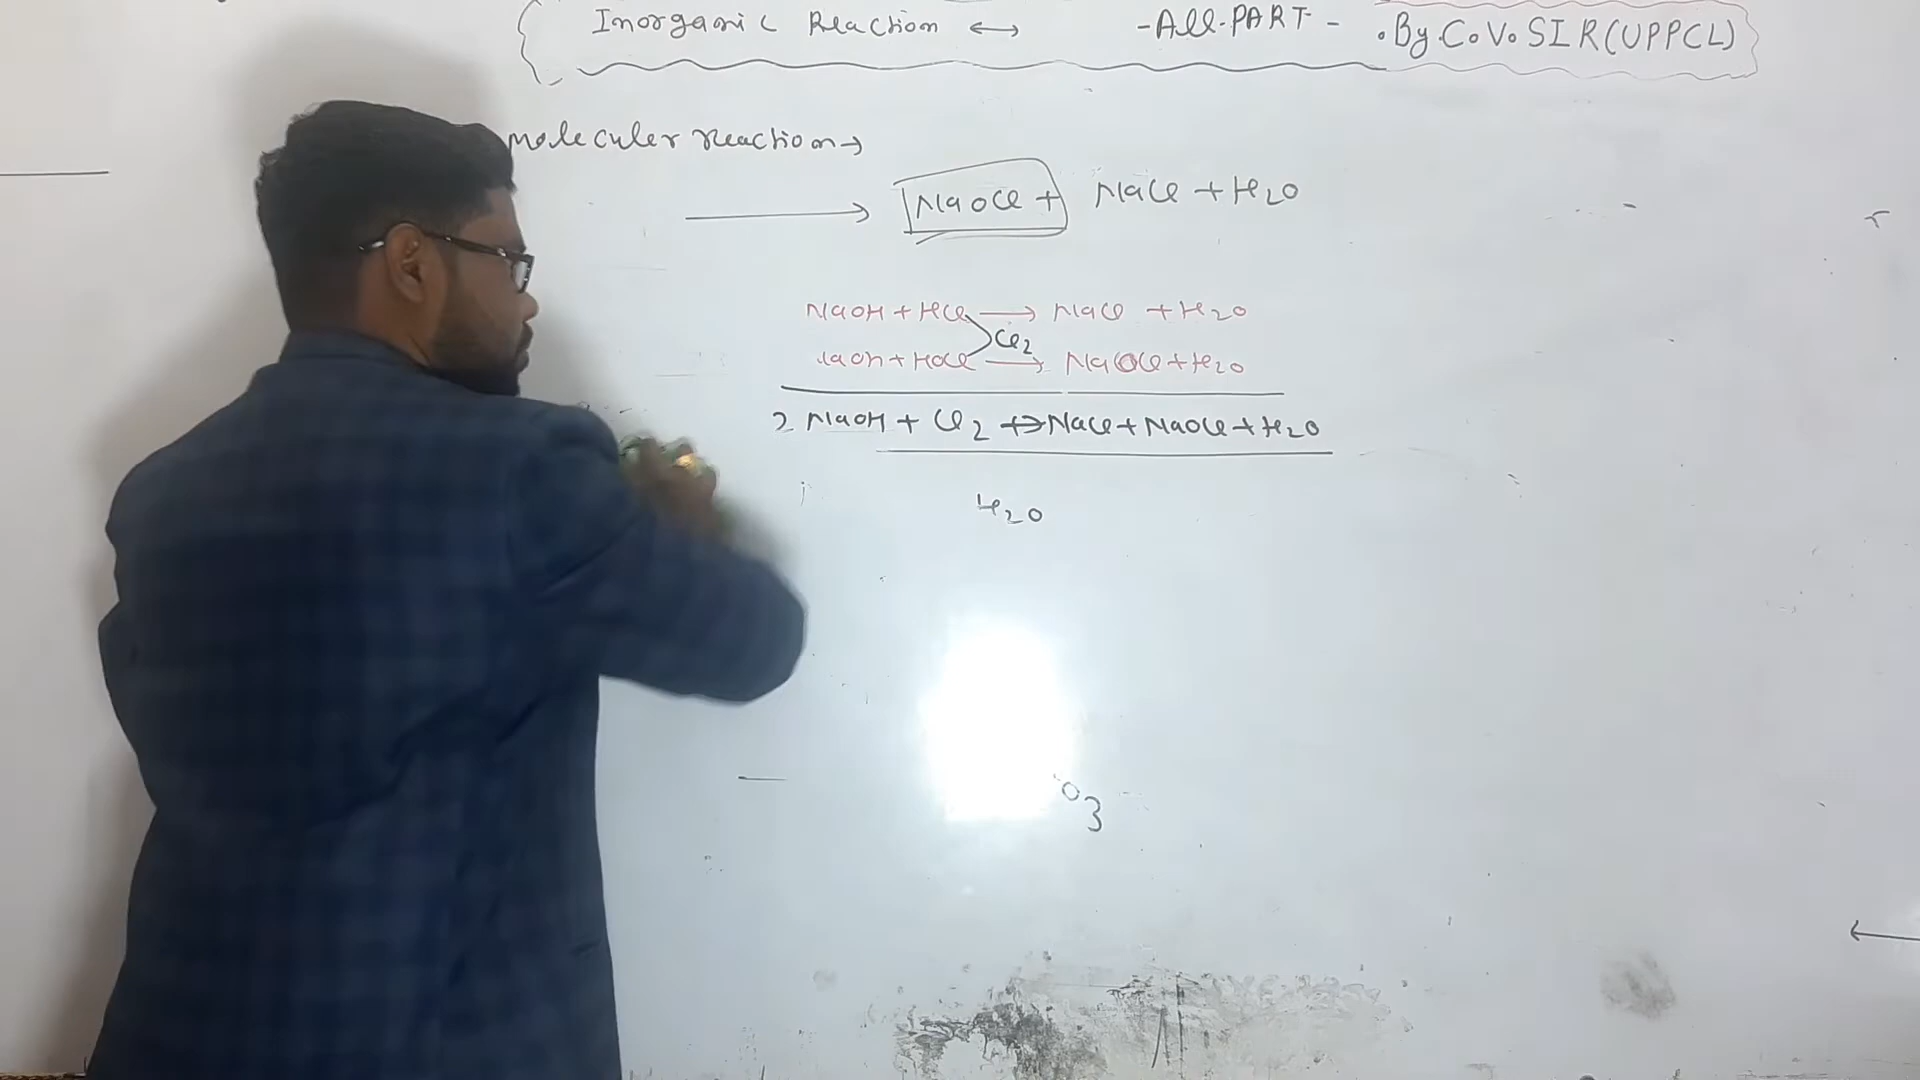 Inorganic Reaction ↔ -All-PART- .By.C.V.SIR(UPPCL)
moleculer reaction→
→ NaOCl + NaCl + H2O
NaOH + HCl → NaCl + H2O
Cl2
NaOH + HOCl → NaOCl + H2O
2 NaOH + Cl2 → NaCl + NaOCl + H2O
H2O
O3